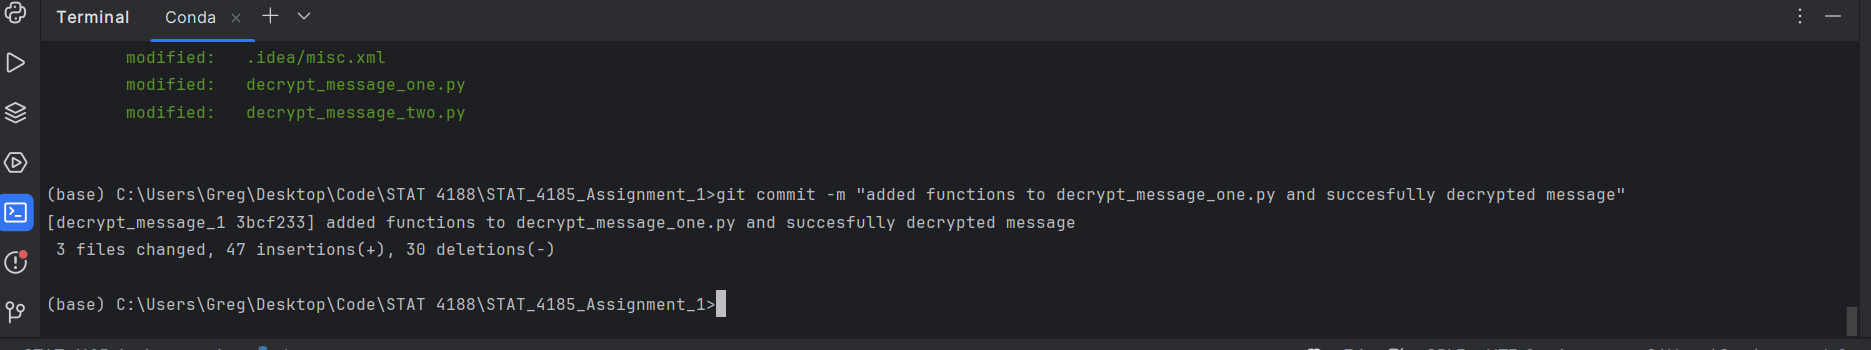 Terminal Conda
modified: .idea/misc.xml
modified: decrypt_message_one.py
modified: decrypt_message_two.py
(base) C:\Users\Greg\Desktop\Code\STAT 4188\STAT_4185_Assignment_1>git commit -m "added functions to decrypt_message_one.py and succesfully decrypted message"
[decrypt_message_1 3bcf233] added functions to decrypt_message_one.py and succesfully decrypted message
3 files changed, 47 insertions(+), 30 deletions(-)
(base) C:\Users\Greg\Desktop\Code\STAT 4188\STAT_4185_Assignment_1>